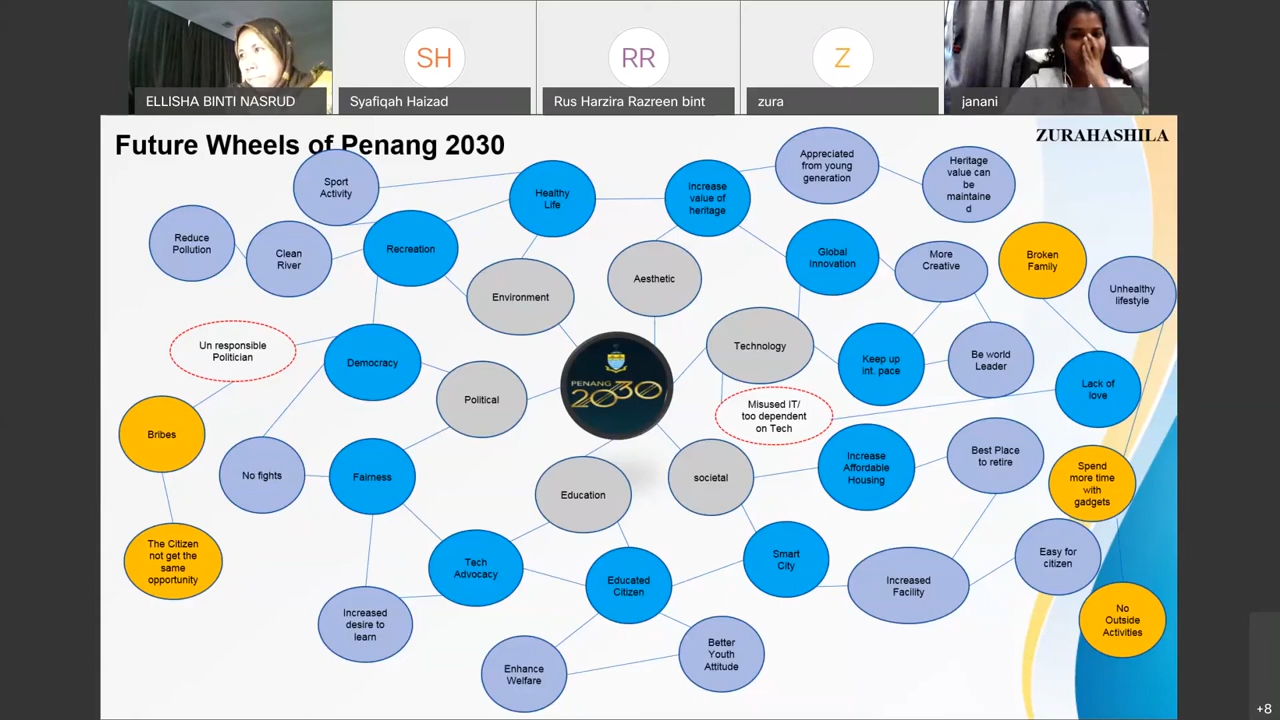 ELLISHA BINTI NASRUD
SH
Syafiqah Haizad
RR
Rus Harzira Razreen bint
Z
zura
janani
Future Wheels of Penang 2030
ZURAHASHILA
Sport
Activity
Healthy
Life
Increase
value of
heritage
Appreciated
from young
generation
Heritage
value can
be
maintaine
d
Reduce
Pollution
Clean
River
Recreation
Environment
Aesthetic
Global
Innovation
More
Creative
Broken
Family
Unhealthy
lifestyle
Un responsible
Politician
Democracy
Political
PENANG
2030
Technology
Keep up
int. pace
Be world
Leader
Lack of
love
Misused IT/
too dependent
on Tech
Bribes
No fights
Fairness
Education
societal
Increase
Affordable
Housing
Best Place
to retire
Spend
more time
with
gadgets
The Citizen
not get the
same
opportunity
Tech
Advocacy
Educated
Citizen
Smart
City
Increased
Facility
Easy for
citizen
Increased
desire to
learn
Enhance
Welfare
Better
Youth
Attitude
No
Outside
Activities
+8